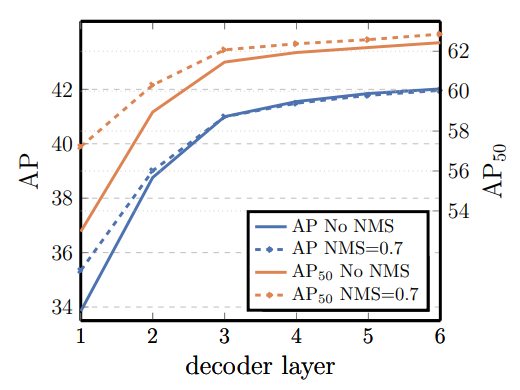 42
40
38
36
34
AP
62
60
58
56
54
AP50
AP No NMS
AP NMS=0.7
AP50 No NMS
AP50 NMS=0.7
1 2 3 4 5 6
decoder layer